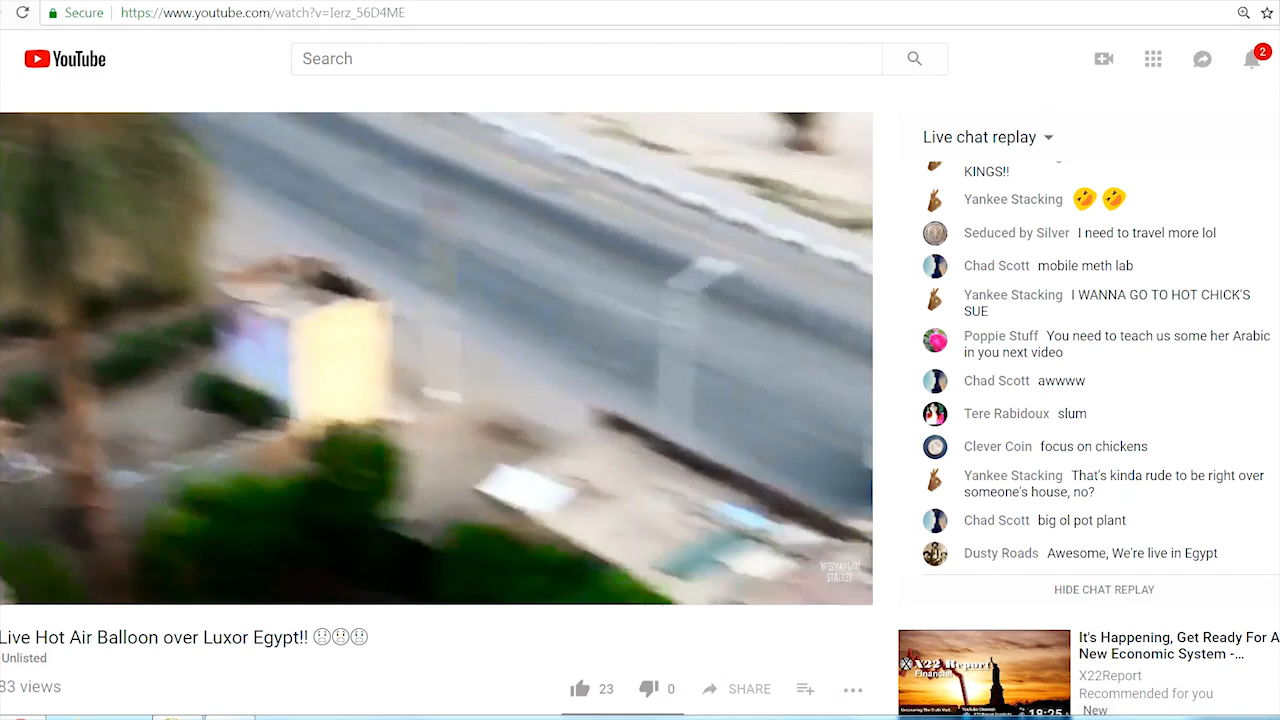 Secure https://www.youtube.com/watch?v=Ierz_56D4ME
YouTube
Search
2
Live chat replay
KINGS!!
Yankee Stacking
Seduced by Silver I need to travel more lol
Chad Scott mobile meth lab
Yankee Stacking I WANNA GO TO HOT CHICK'S
SUE
Poppie Stuff You need to teach us some her Arabic
in you next video
Chad Scott awwww
Tere Rabidoux slum
Clever Coin focus on chickens
Yankee Stacking That's kinda rude to be right over
someone's house, no?
Chad Scott big ol pot plant
Dusty Roads Awesome, We're live in Egypt
HIDE CHAT REPLAY
Live Hot Air Balloon over Luxor Egypt!!
Unlisted
83 views
23
0
SHARE
X22 Report
Financial
18:25
It's Happening, Get Ready For A
New Economic System -...
X22Report
Recommended for you
New